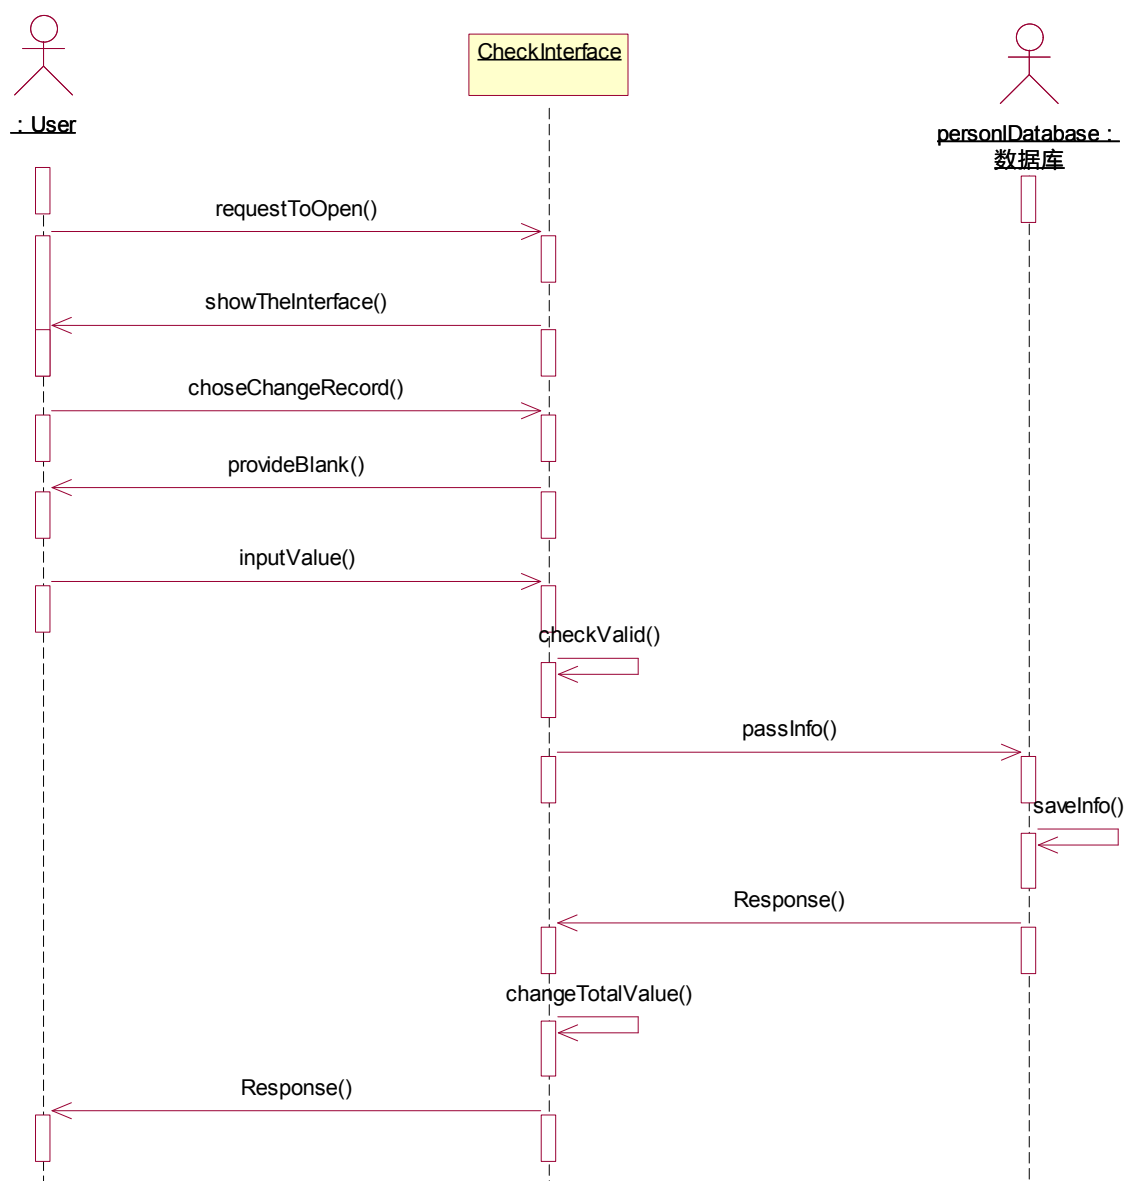 : User
CheckInterface
personlDatabase :
数据库
requestToOpen()
showTheInterface()
choseChangeRecord()
provideBlank()
inputValue()
checkValid()
passInfo()
saveInfo()
Response()
changeTotalValue()
Response()